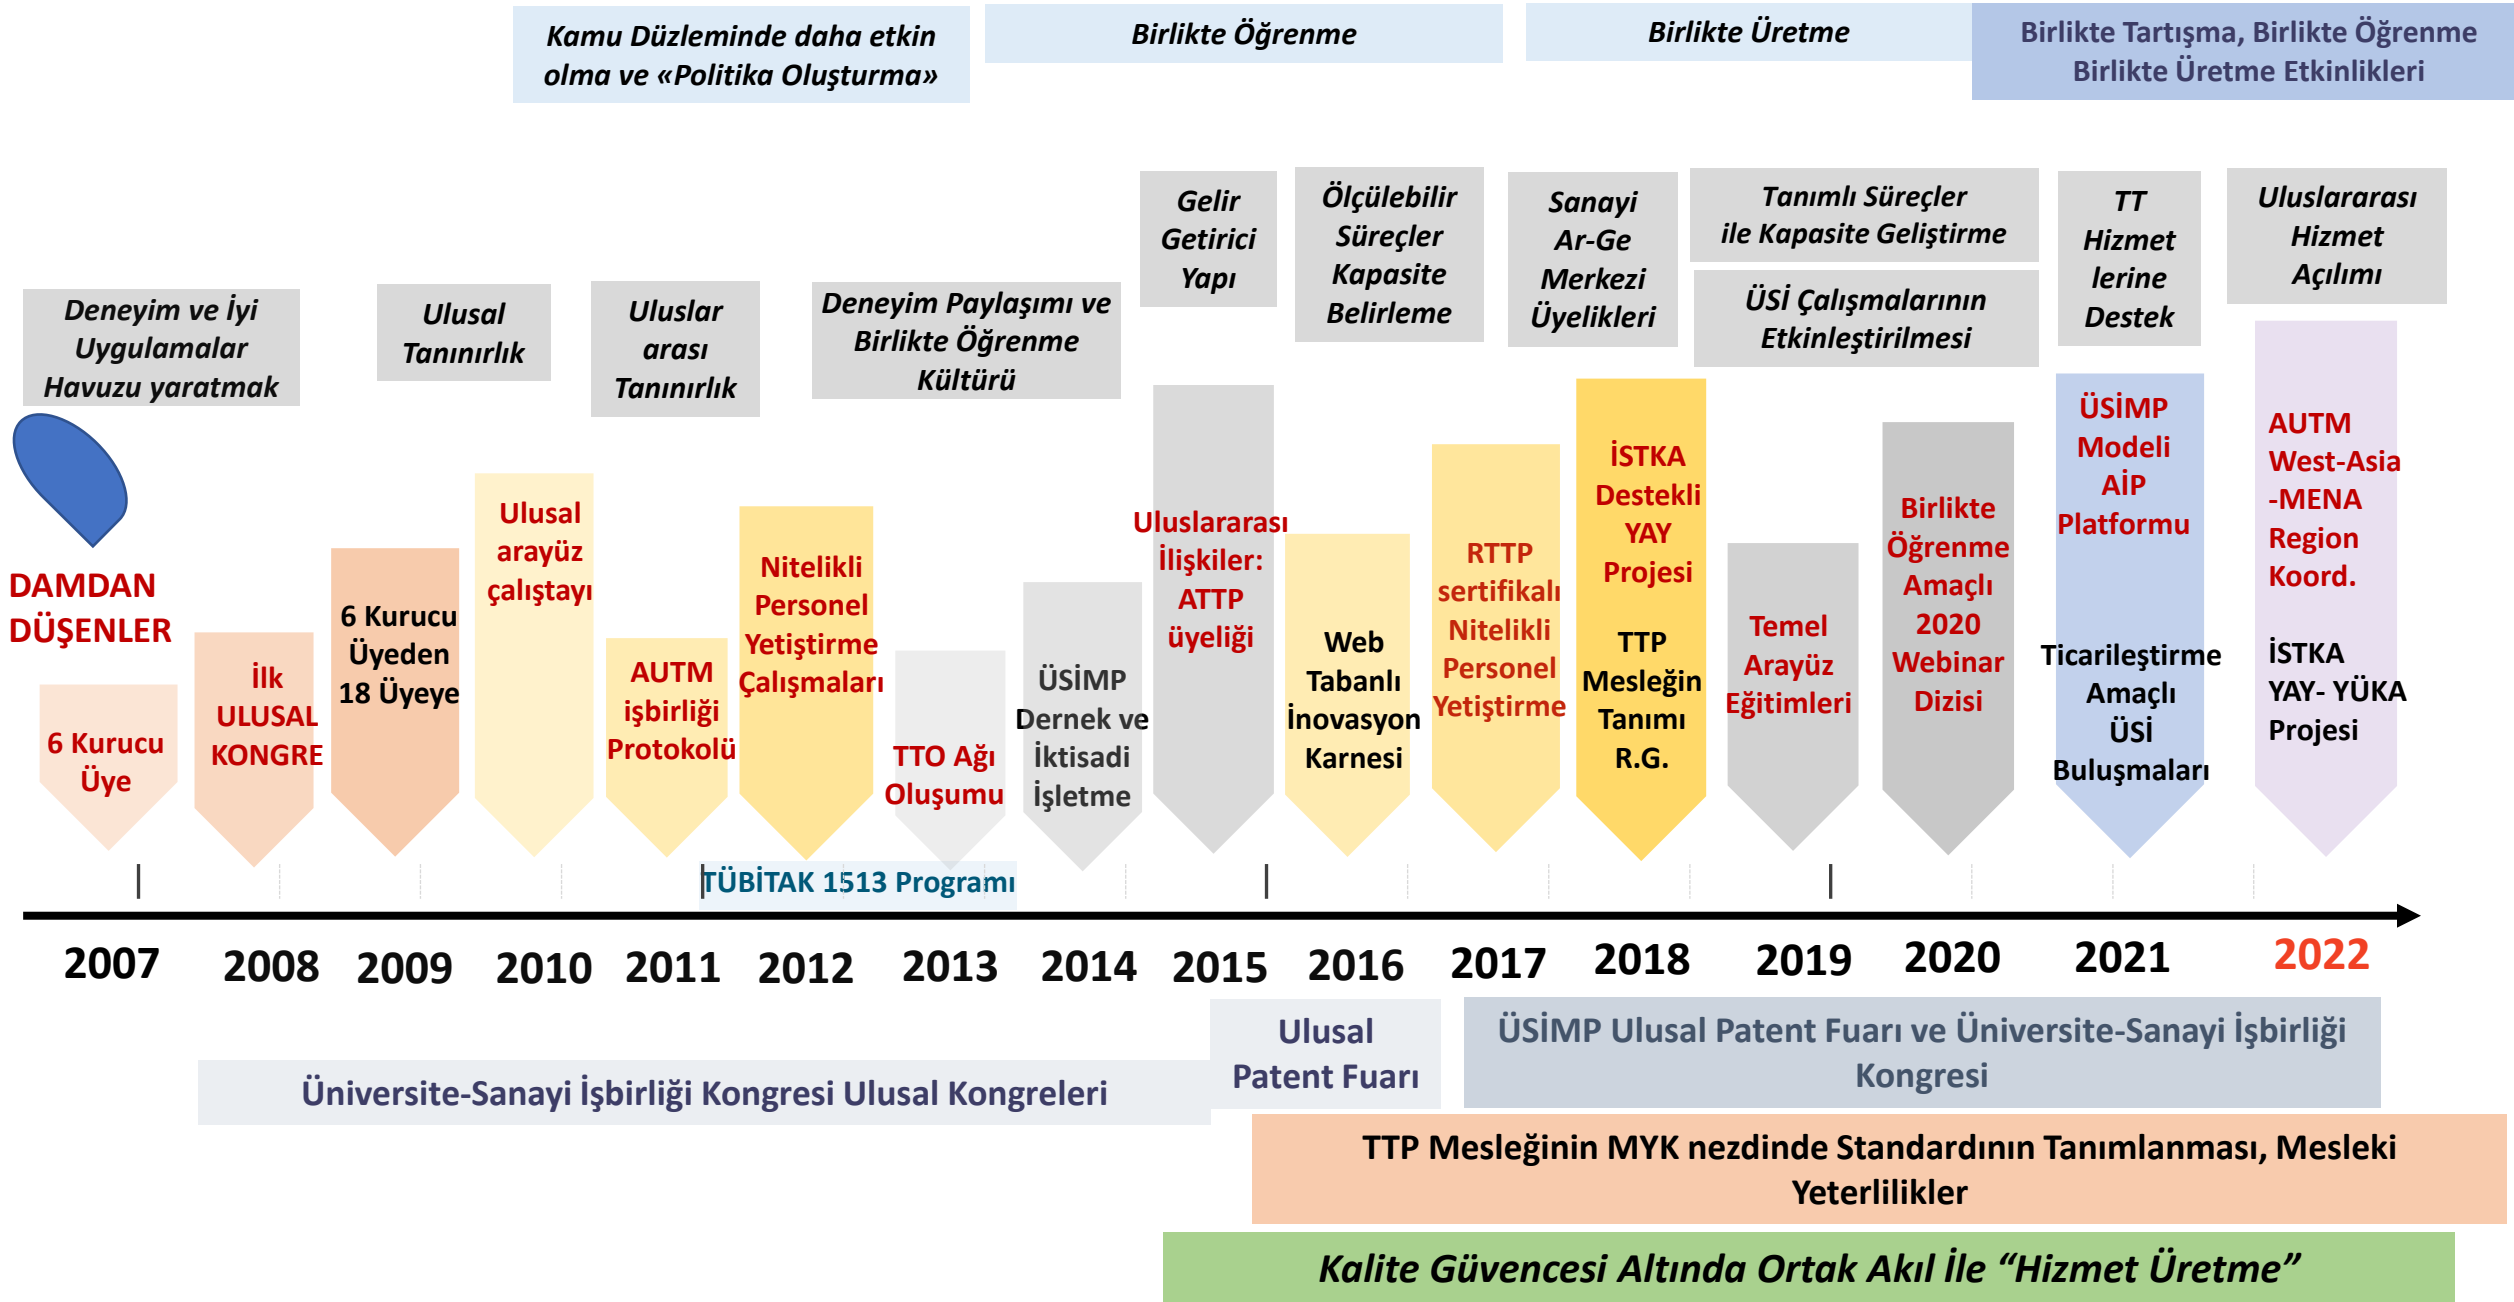 Kamu Düzleminde daha etkin
olma ve «Politika Oluşturma»
Birlikte Öğrenme
Birlikte Üretme
Birlikte Tartışma, Birlikte Öğrenme
Birlikte Üretme Etkinlikleri
Deneyim ve İyi
Uygulamalar
Havuzu yaratmak
Ulusal
Tanınırlık
Uluslar
arası
Tanınırlık
Deneyim Paylaşımı ve
Birlikte Öğrenme
Kültürü
Gelir
Getirici
Yapı
Ölçülebilir
Süreçler
Kapasite
Belirleme
Sanayi
Ar-Ge
Merkezi
Üyelikleri
Tanımlı Süreçler
ile Kapasite Geliştirme
ÜSİ Çalışmalarının
Etkinleştirilmesi
TT
Hizmet
lerine
Destek
Uluslararası
Hizmet
Açılımı
DAMDAN
DÜŞENLER
6 Kurucu
Üye
İlk
ULUSAL
KONGRE
6 Kurucu
Üyeden
18 Üyeye
Ulusal
arayüz
çalıştayı
AUTM
işbirliği
Protokolü
Nitelikli
Personel
Yetiştirme
Çalışmaları
TTO Ağı
Oluşumu
ÜSİMP
Dernek ve
İktisadi
İşletme
Uluslararası
İlişkiler:
ATTP
üyeliği
Web
Tabanlı
İnovasyon
Karnesi
RTTP
sertifikalı
Nitelikli
Personel
Yetiştirme
İSTKA
Destekli
YAY
Projesi
TTP
Mesleğin
Tanımı
R.G.
Temel
Arayüz
Eğitimleri
Birlikte
Öğrenme
Amaçlı
2020
Webinar
Dizisi
ÜSİMP
Modeli
AİP
Platformu
Ticarileştirme
Amaçlı
ÜSİ
Buluşmaları
AUTM
West-Asia
-MENA
Region
Koord.
İSTKA
YAY- YÜKA
Projesi
TÜBİTAK 1513 Programı
2007
2008
2009
2010
2011
2012
2013
2014
2015
2016
2017
2018
2019
2020
2021
2022
Üniversite-Sanayi İşbirliği Kongresi Ulusal Kongreleri
Ulusal
Patent Fuarı
ÜSİMP Ulusal Patent Fuarı ve Üniversite-Sanayi İşbirliği
Kongresi
TTP Mesleğinin MYK nezdinde Standardının Tanımlanması, Mesleki
Yeterlilikler
Kalite Güvencesi Altında Ortak Akıl İle “Hizmet Üretme”